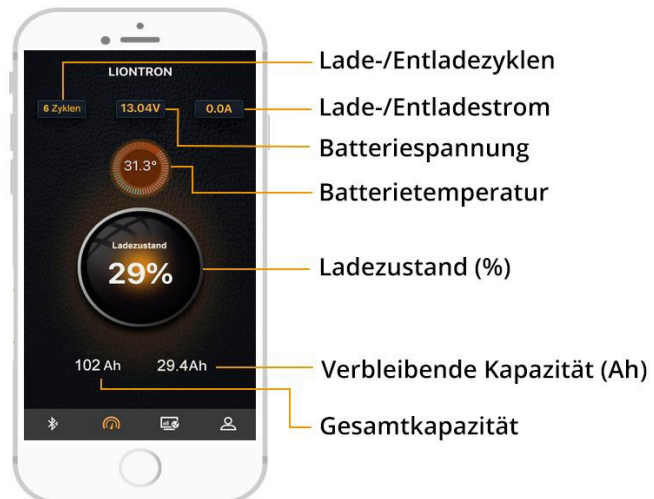 LIONTRON
6 Zyklen
13.04V
0.0A
31.3°
Ladezustand
29%
102 Ah
29.4Ah
Lade-/Entladezyklen
Lade-/Entladestrom
Batteriespannung
Batterietemperatur
Ladezustand (%)
Verbleibende Kapazität (Ah)
Gesamtkapazität